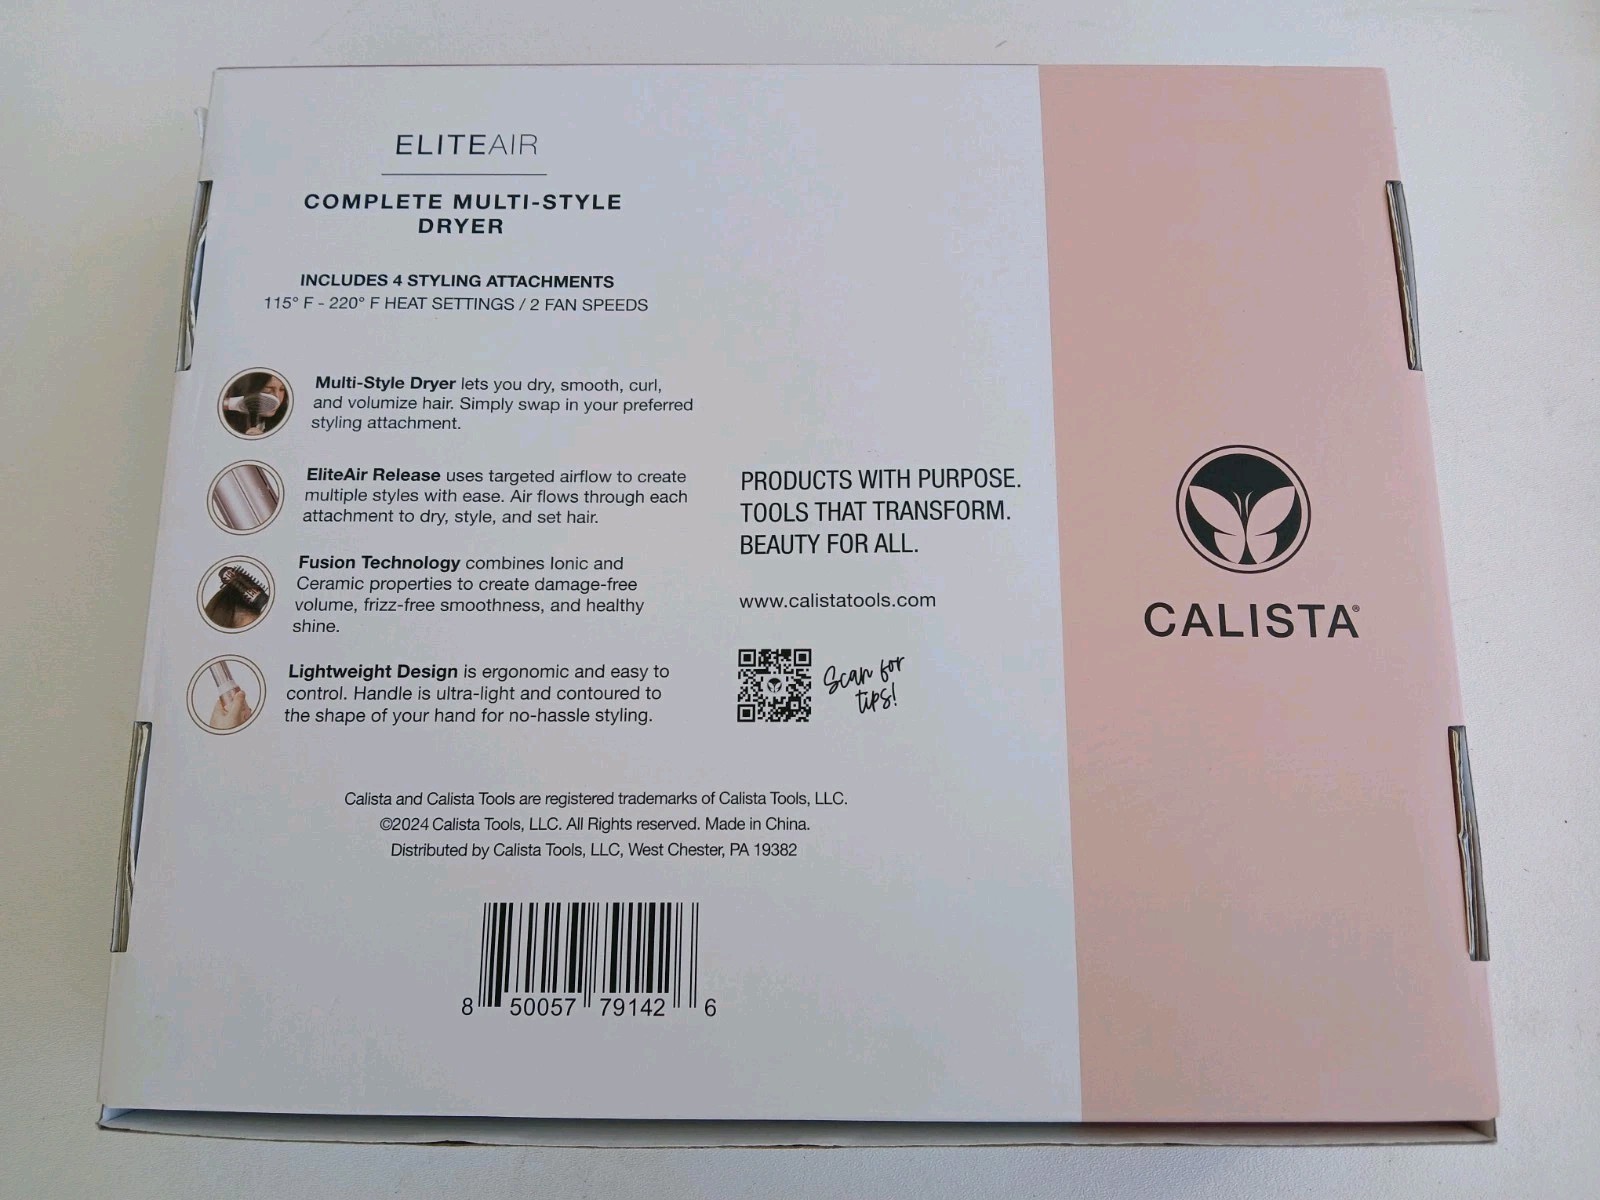 ELITEAIR
COMPLETE MULTI-STYLE
DRYER
INCLUDES 4 STYLING ATTACHMENTS
115° F - 220° F HEAT SETTINGS / 2 FAN SPEEDS
Multi-Style Dryer lets you dry, smooth, curl,
and volumize hair. Simply swap in your preferred
styling attachment.
EliteAir Release uses targeted airflow to create
multiple styles with ease. Air flows through each
attachment to dry, style, and set hair.
Fusion Technology combines Ionic and
Ceramic properties to create damage-free
volume, frizz-free smoothness, and healthy
shine.
Lightweight Design is ergonomic and easy to
control. Handle is ultra-light and contoured to
the shape of your hand for no-hassle styling.
PRODUCTS WITH PURPOSE.
TOOLS THAT TRANSFORM.
BEAUTY FOR ALL.
www.calistatools.com
Scan for
tips!
Calista and Calista Tools are registered trademarks of Calista Tools, LLC.
©2024 Calista Tools, LLC. All Rights reserved. Made in China.
Distributed by Calista Tools, LLC, West Chester, PA 19382
8 50057 79142 6
CALISTA®